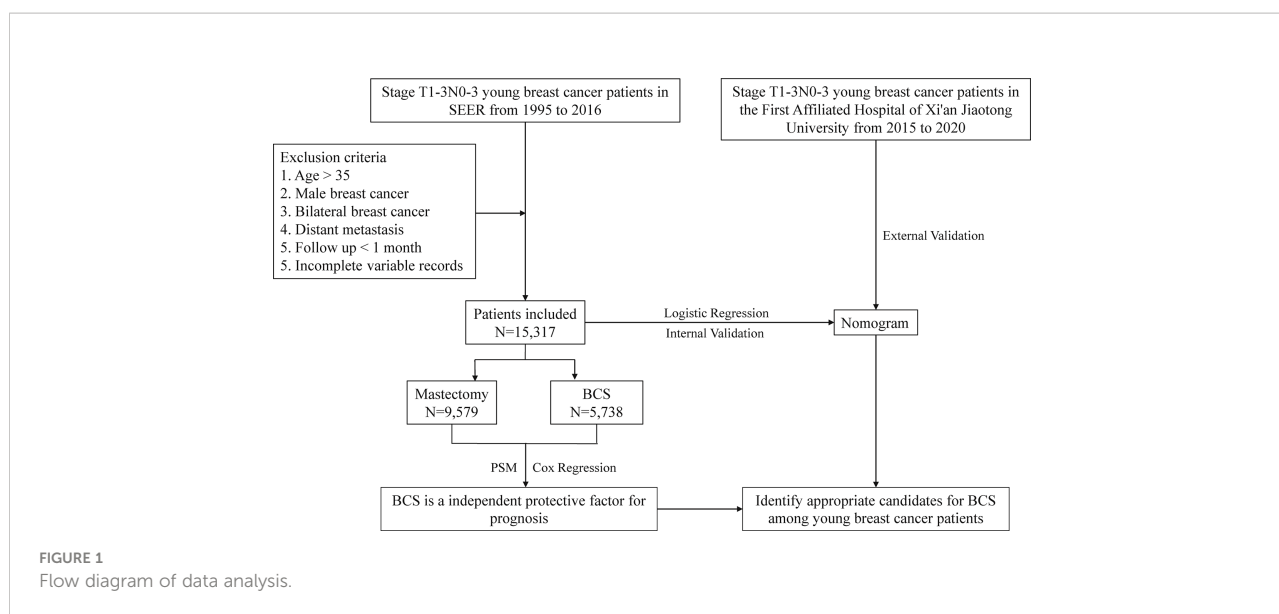 Stage T1-3N0-3 young breast cancer patients in
SEER from 1995 to 2016
Stage T1-3N0-3 young breast cancer patients in
the First Affiliated Hospital of Xi'an Jiaotong
University from 2015 to 2020
Exclusion criteria
1. Age > 35
2. Male breast cancer
3. Bilateral breast cancer
4. Distant metastasis
5. Follow up < 1 month
5. Incomplete variable records
External Validation
Patients included
N=15,317
Logistic Regression
Internal Validation
Nomogram
Mastectomy
N=9,579
BCS
N=5,738
PSM
Cox Regression
BCS is a independent protective factor for
prognosis
Identify appropriate candidates for BCS
among young breast cancer patients
FIGURE 1
Flow diagram of data analysis.